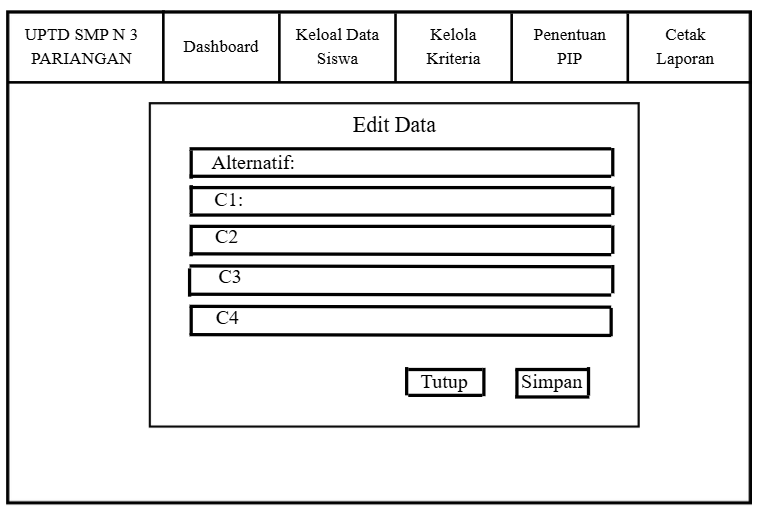 UPTD SMP N 3
PARIANGAN
Dashboard
Keloal Data
Siswa
Kelola
Kriteria
Penentuan
PIP
Cetak
Laporan
Edit Data
Alternatif:
C1:
C2
C3
C4
Tutup
Simpan